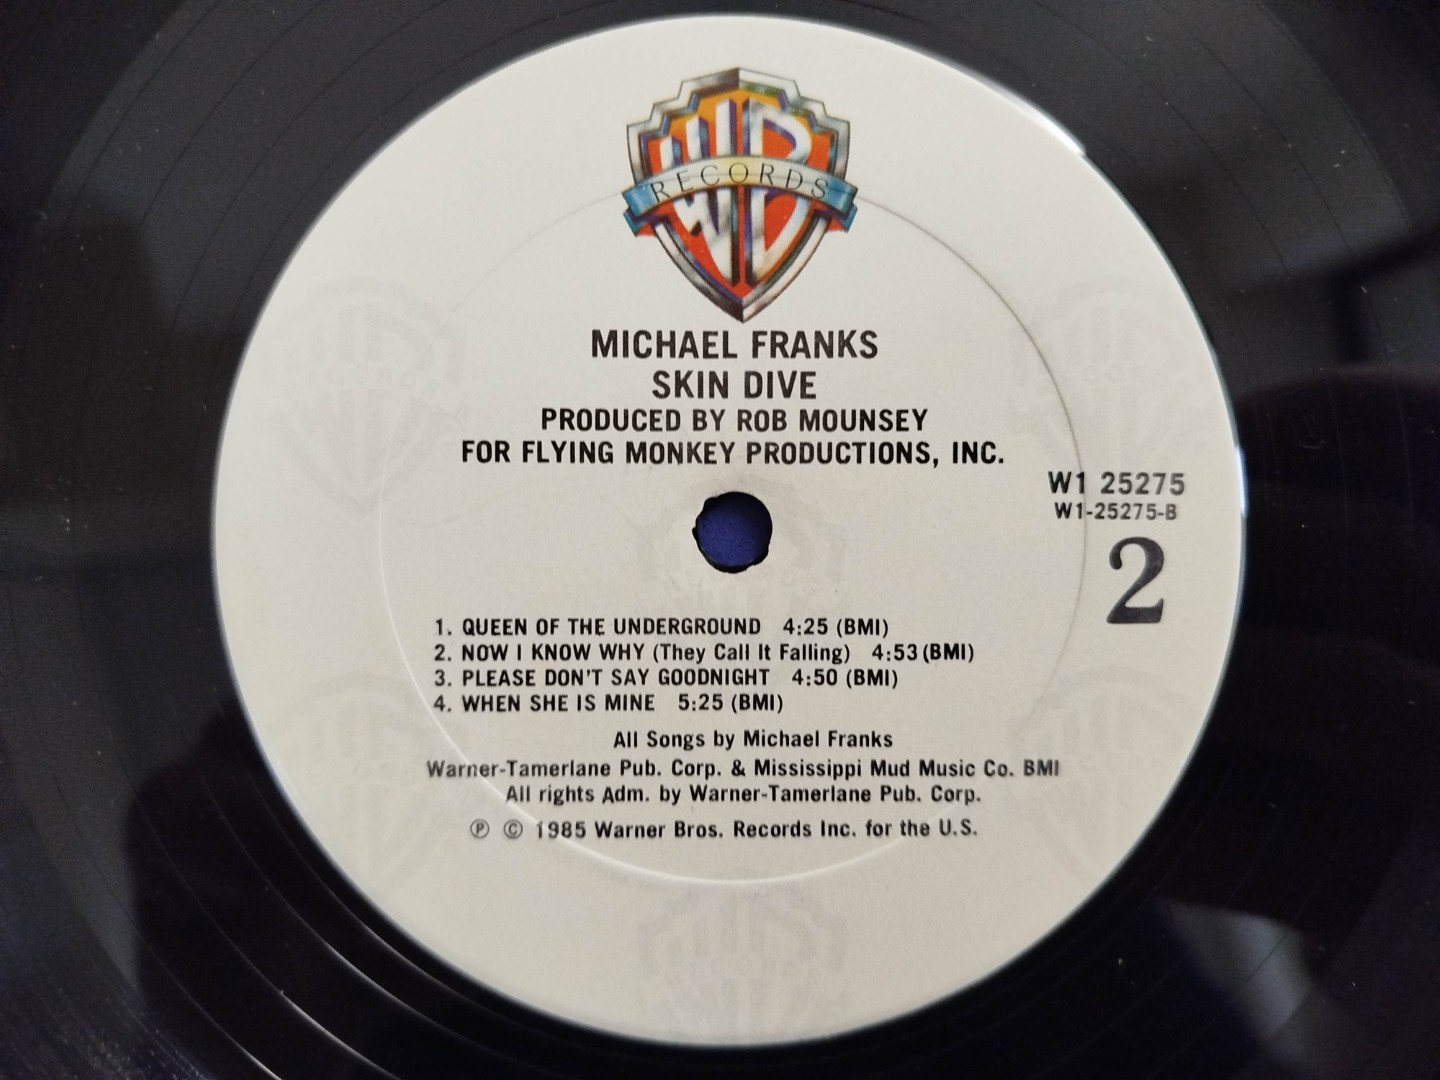 WB
RECORDS
MICHAEL FRANKS
SKIN DIVE
PRODUCED BY ROB MOUNSEY
FOR FLYING MONKEY PRODUCTIONS, INC.
W1 25275
W1-25275-B
2
1. QUEEN OF THE UNDERGROUND 4:25 (BMI)
2. NOW I KNOW WHY (They Call It Falling) 4:53 (BMI)
3. PLEASE DON'T SAY GOODNIGHT 4:50 (BMI)
4. WHEN SHE IS MINE 5:25 (BMI)
All Songs by Michael Franks
Warner-Tamerlane Pub. Corp. & Mississippi Mud Music Co. BMI
All rights Adm. by Warner-Tamerlane Pub. Corp.
℗ © 1985 Warner Bros. Records Inc. for the U.S.